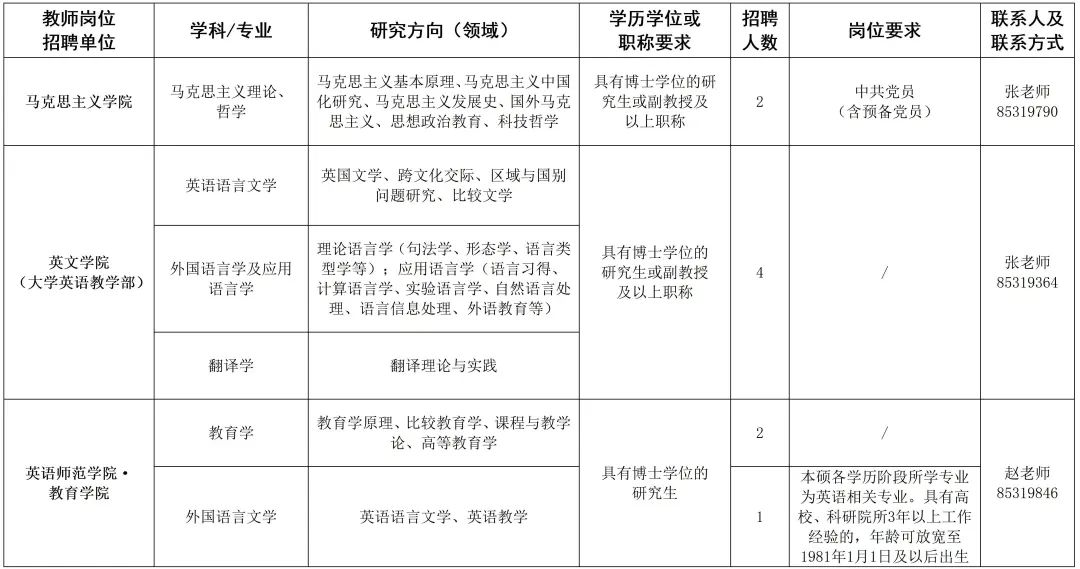 教师岗位
招聘单位
学科/专业
研究方向（领域）
学历学位或
职称要求
招聘
人数
岗位要求
联系人及
联系方式
马克思主义学院
马克思主义理论、
哲学
马克思主义基本原理、马克思主义中国
化研究、马克思主义发展史、国外马克
思主义、思想政治教育、科技哲学
具有博士学位的研
究生或副教授及
以上职称
2
中共党员
（含预备党员）
张老师
85319790
英文学院
（大学英语教学部）
英语语言文学
英国文学、跨文化交际、区域与国别
问题研究、比较文学
外国语言学及应用
语言学
理论语言学（句法学、形态学、语言类
型学等）；应用语言学（语言习得、
计算语言学、实验语言学、自然语言处
理、语言信息处理、外语教育等）
翻译学
翻译理论与实践
具有博士学位的
研究生或副教授
及以上职称
4
/
张老师
85319364
英语师范学院·
教育学院
教育学
教育学原理、比较教育学、课程与教学
论、高等教育学
具有博士学位的
研究生
2
/
赵老师
85319846
外国语言文学
英语语言文学、英语教学
1
本硕各学历阶段所学专业
为英语相关专业。具有高
校、科研院所3年以上工作
经验的，年龄可放宽至
1981年1月1日及以后出生